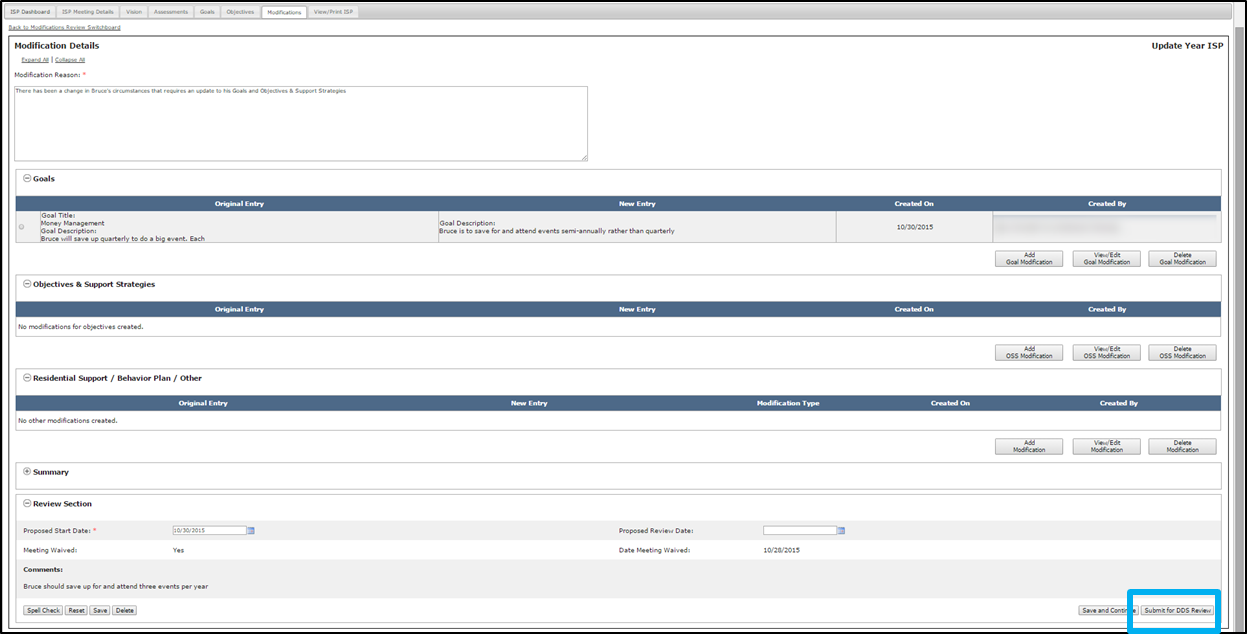 ISP Dashboard ISP Meeting Details Vision Assessments Goals Objectives Modifications View/Print ISP
Back to Modifications Review Switchboard
Modification Details Update Year ISP
Expand All | Collapse All
Modification Reason: *
There has been a change in Bruce's circumstances that requires an update to his Goals and Objectives & Support Strategies
Goals
Original Entry New Entry Created On Created By
Goal Title:
Money Management
Goal Description:
Bruce will save up quarterly to do a big event. Each
Goal Description:
Bruce is to save for and attend events semi-annually rather than quarterly
10/30/2015
Add
Goal Modification
View/Edit
Goal Modification
Delete
Goal Modification
Objectives & Support Strategies
Original Entry New Entry Created On Created By
No modifications for objectives created.
Add
OSS Modification
View/Edit
OSS Modification
Delete
OSS Modification
Residential Support / Behavior Plan / Other
Original Entry New Entry Modification Type Created On Created By
No other modifications created.
Add
Modification
View/Edit
Modification
Delete
Modification
Summary
Review Section
Proposed Start Date: * 10/30/2015 Proposed Review Date:
Meeting Waived: Yes Date Meeting Waived: 10/28/2015
Comments:
Bruce should save up for and attend three events per year
Spell Check Reset Save Delete Save and Continue Submit for DDS Review